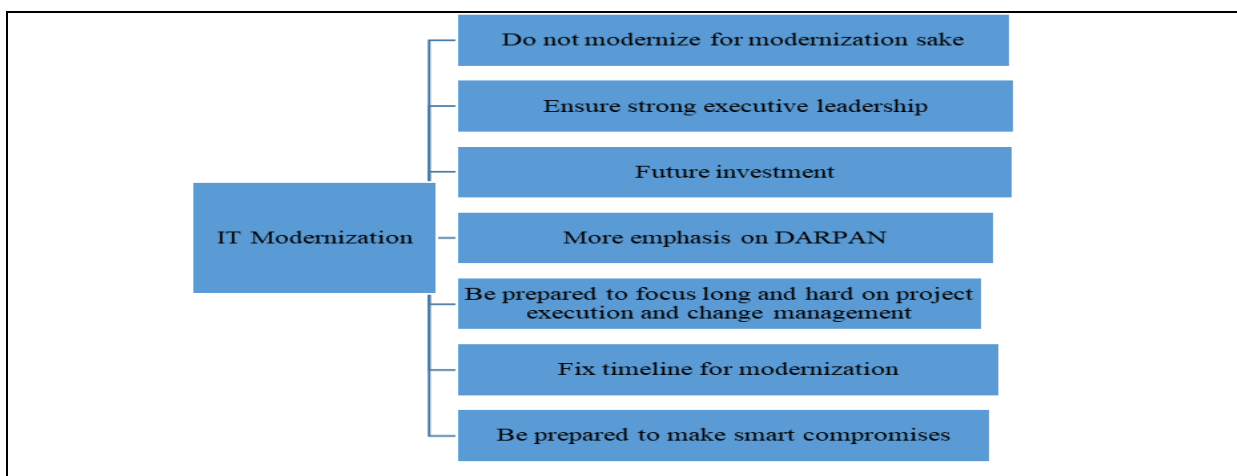 Do not modernize for modernization sake
Ensure strong executive leadership
Future investment
IT Modernization
More emphasis on DARPAN
Be prepared to focus long and hard on project
execution and change management
Fix timeline for modernization
Be prepared to make smart compromises